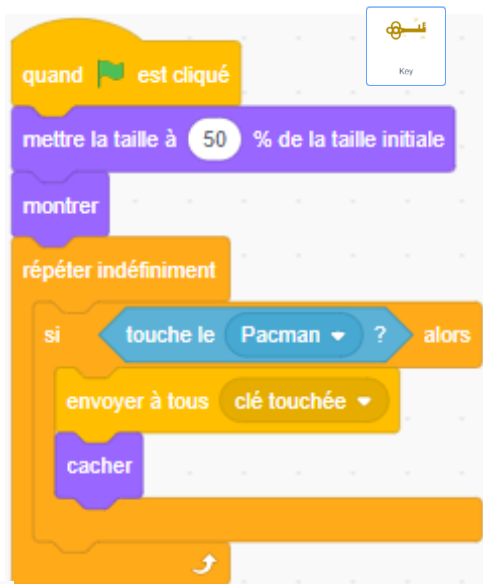 Key
quand est cliqué
mettre la taille à 50 % de la taille initiale
montrer
répéter indéfiniment
si touche le Pacman ? alors
envoyer à tous clé touchée
cacher